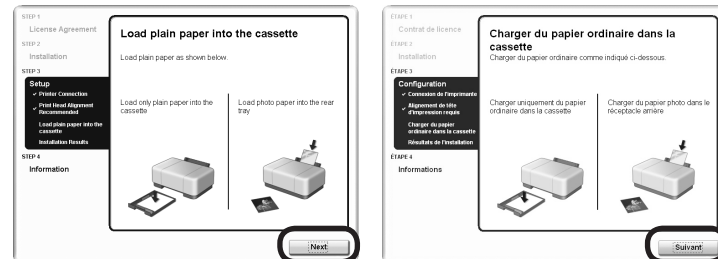 STEP 1
License Agreement
STEP 2
Installation
STEP 3
Setup
Printer Connection
Print Head Alignment
Recommended
Load plain paper into the
cassette
Installation Results
STEP 4
Information
Load plain paper into the cassette
Load plain paper as shown below.
Load only plain paper into the
cassette
Load photo paper into the rear
tray
Next
ÉTAPE 1
Contrat de licence
ÉTAPE 2
Installation
ÉTAPE 3
Configuration
Connexion de l'imprimante
Alignement de tête
d'impression requis
Charger du papier
ordinaire dans la cassette
Résultats de l'installation
ÉTAPE 4
Informations
Charger du papier ordinaire dans la
cassette
Charger du papier ordinaire comme indiqué ci-dessous.
Charger uniquement du papier
ordinaire dans la cassette
Charger du papier photo dans le
réceptacle arrière
Suivant